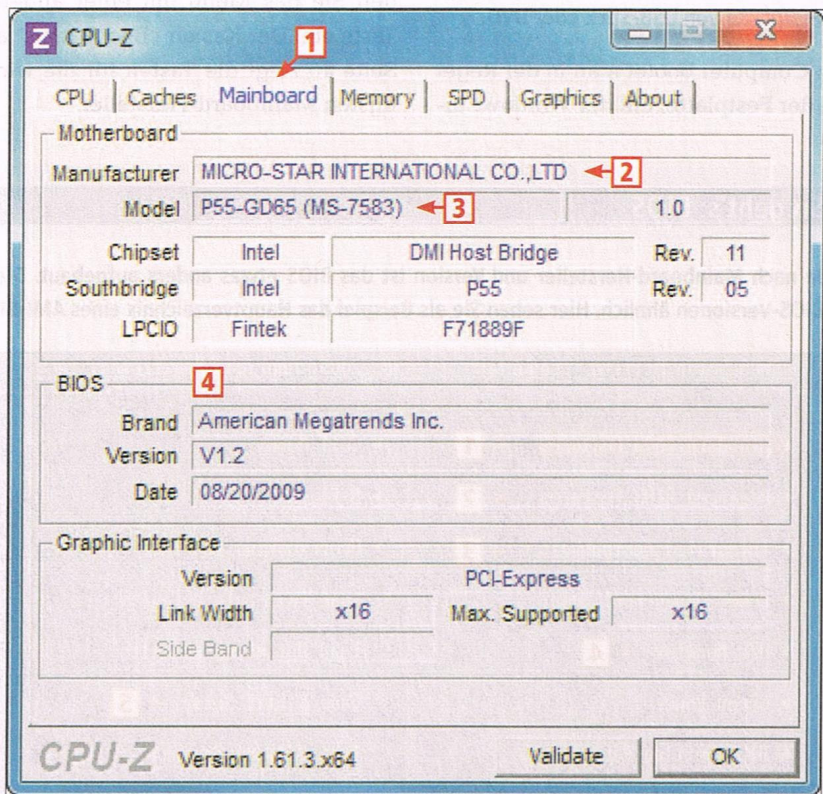 Z CPU-Z
1
CPU Caches Mainboard Memory SPD Graphics About
Motherboard
Manufacturer MICRO-STAR INTERNATIONAL CO.,LTD 2
Model P55-GD65 (MS-7583) 3 1.0
Chipset Intel DMI Host Bridge Rev. 11
Southbridge Intel P55 Rev. 05
LPCIO Fintek F71889F
BIOS 4
Brand American Megatrends Inc.
Version V1.2
Date 08/20/2009
Graphic Interface
Version PCI-Express
Link Width x16 Max. Supported x16
Side Band
CPU-Z Version 1.61.3.x64 Validate OK